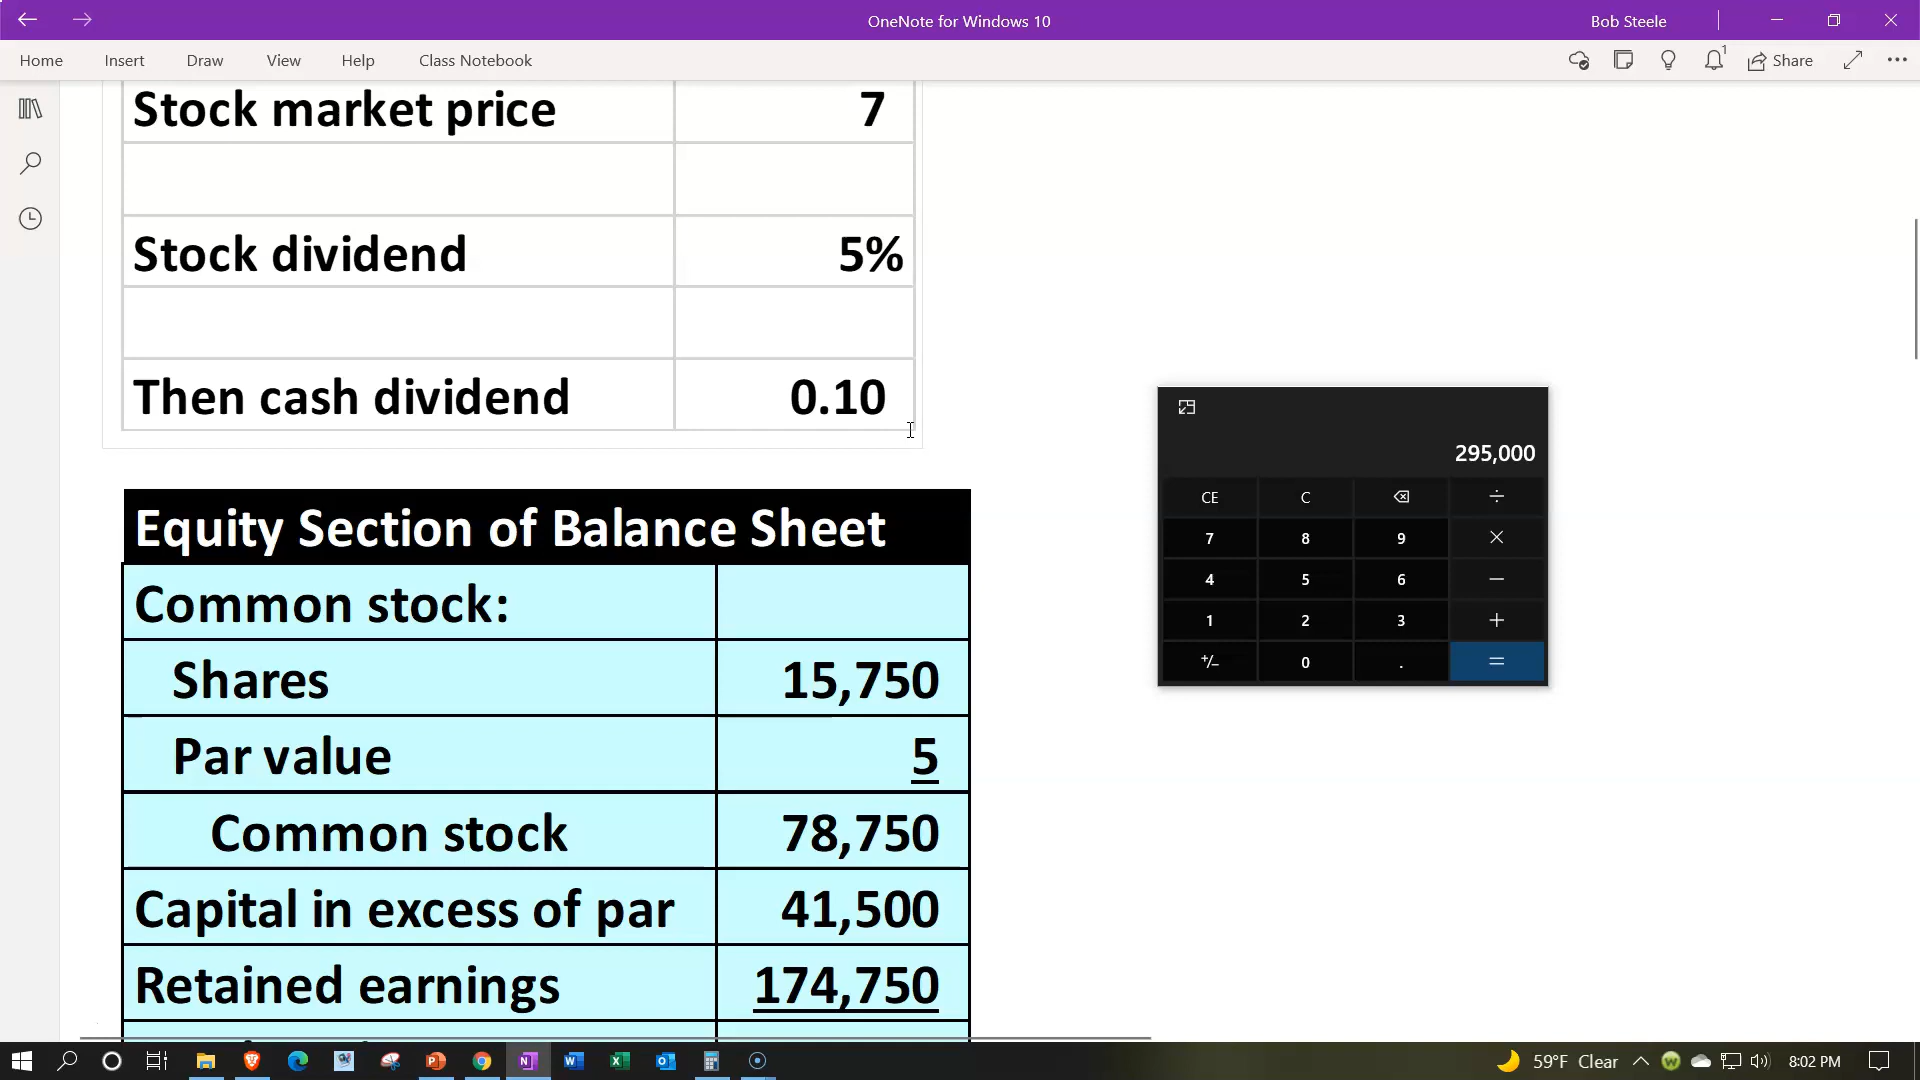 OneNote for Windows 10
Bob Steele
Home Insert Draw View Help Class Notebook
1
Share
Stock market price 7
Stock dividend 5%
Then cash dividend 0.10
Equity Section of Balance Sheet
Common stock:
Shares 15,750
Par value 5
Common stock 78,750
Capital in excess of par 41,500
Retained earnings 174,750
295,000
CE C ÷
7 8 9 ×
4 5 6 −
1 2 3 +
+/− 0 . =
59°F Clear
8:02 PM